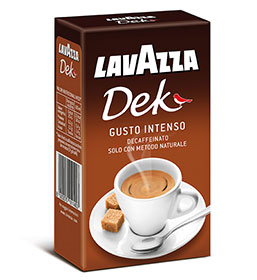 LAVAZZA
Dek
GUSTO INTENSO
DECAFFEINATO
SOLO CON METODO NATURALE